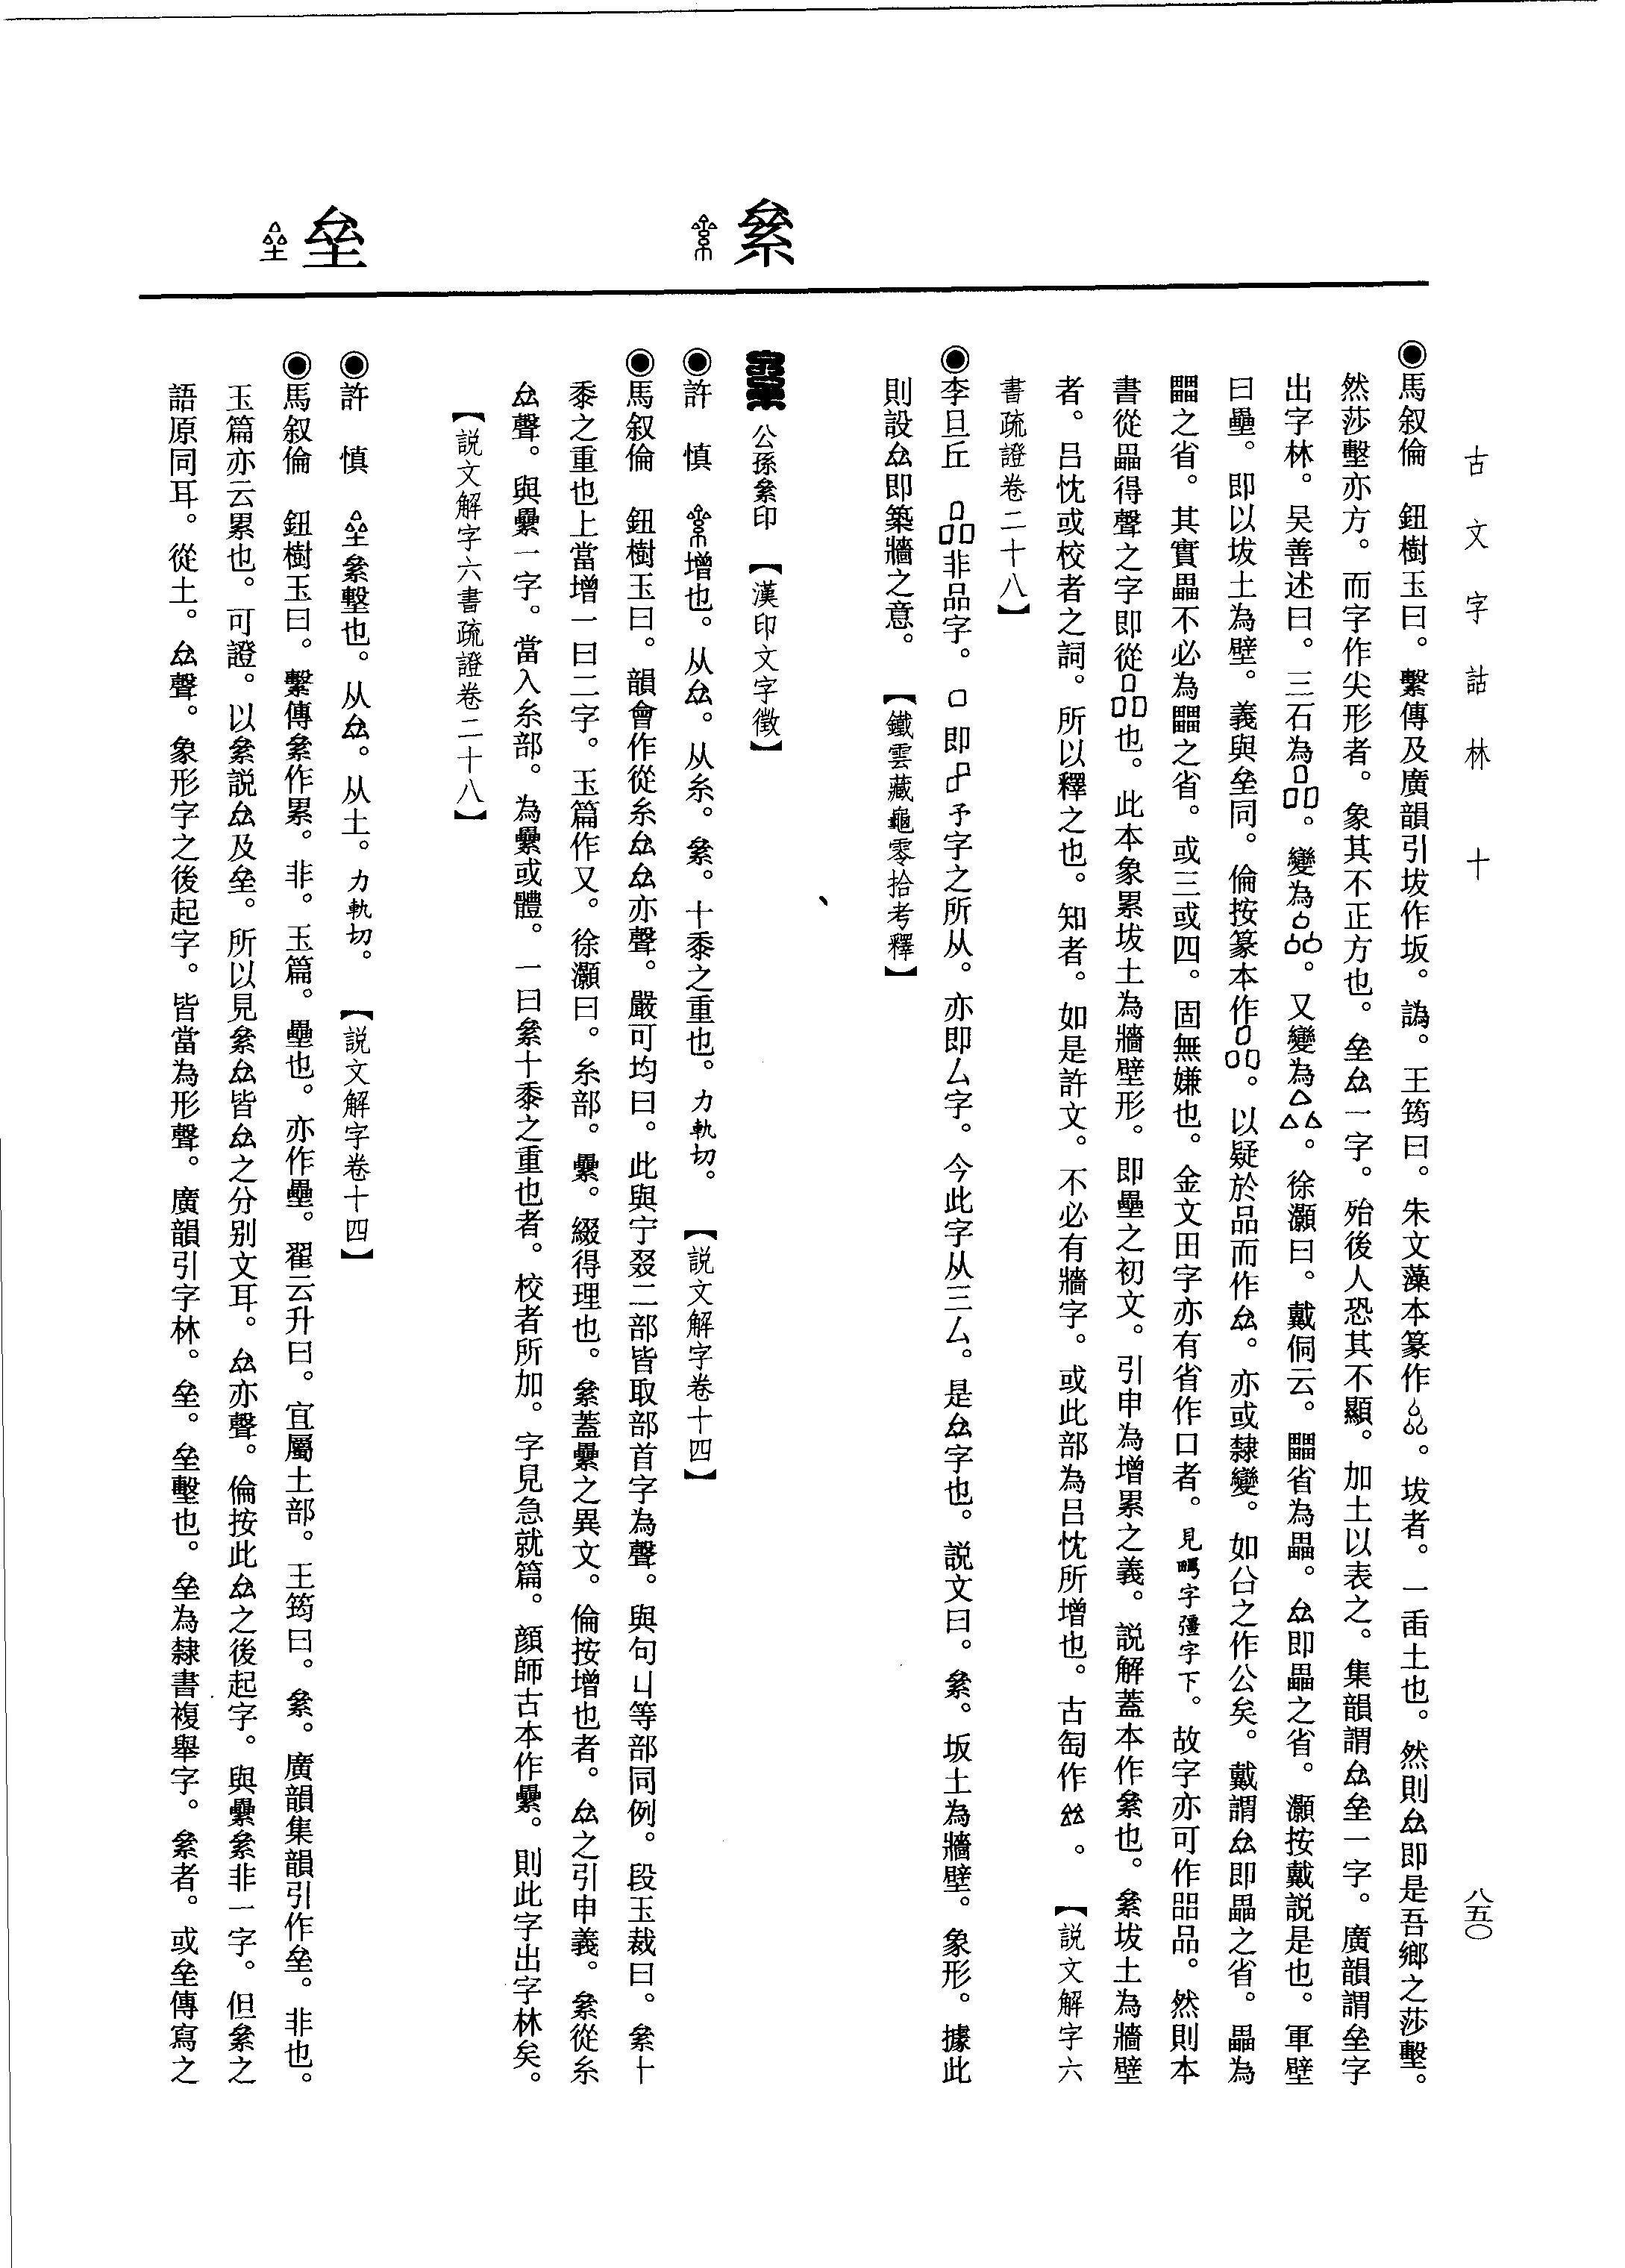 古文字詁林 十
八五〇
◉馬叙倫 鈕樹玉曰。繫傳及廣韻引坺作坂。譌。王筠曰。朱文藻本篆作。坺者。一臿土也。然則厽即是吾鄉之莎墼。
然莎墼亦方。而字作尖形者。象其不正方也。垒厽一字。殆後人恐其不顯。加土以表之。集韻謂厽垒一字。廣韻謂垒字
出字林。吴善述曰。三石為。變為。又變為。徐灝曰。戴侗云。靁省為畾。厽即畾之省。灝按戴説是也。軍壁
曰壘。即以坺土為壁。義與垒同。倫按篆本作。以疑於品而作厽。亦或隸變。如㕣之作公矣。戴謂厽即畾之省。畾為
之省。其實畾不必為之省。或三或四。固無嫌也。金文田字亦有省作口者。見字彊字下。故字亦可作㗊品。然則本
書從畾得聲之字即從也。此本象累坺土為牆壁形。即壘之初文。引申為增累之義。説解蓋本作絫也。絫坺土為牆壁
者。吕忱或校者之詞。所以釋之也。知者。如是許文。不必有牆字。或此部為吕忱所增也。古匋作。 【説文解字六
書疏證卷二十八】
◉李旦丘 非品字。 即 予字之所从。亦即厶字。今此字从三厶。是厽字也。説文曰。絫。坂土為牆壁。象形。據此
則設厽即築牆之意。 【鐵雲藏龜零拾考釋】
絫
公孫絫印 【漢印文字徵】
◉許 慎 增也。从厽。从糸。絫。十黍之重也。力軌切。 【説文解字卷十四】
◉馬叙倫 鈕樹玉曰。韻會作從糸厽厽亦聲。嚴可均曰。此與宁叕二部皆取部首字為聲。與句丩等部同例。段玉裁曰。絫十
黍之重也上當增一曰二字。玉篇作又。徐灝曰。糸部。纍。綴得理也。絫蓋纍之異文。倫按增也者。厽之引申義。絫從糸
厽聲。與纍一字。當入糸部。為纍或體。一曰絫十黍之重也者。校者所加。字見急就篇。顔師古本作纍。則此字出字林矣。
【説文解字六書疏證卷二十八】
垒
◉許 慎 絫墼也。从厽。从土。力軌切。 【説文解字卷十四】
◉馬叙倫 鈕樹玉曰。繫傳絫作累。非。玉篇。壘也。亦作壘。翟云升曰。宜屬土部。王筠曰。絫。廣韻集韻引作垒。非也。
玉篇亦云累也。可證。以絫説厽及垒。所以見絫厽皆厽之分别文耳。厽亦聲。倫按此厽之後起字。與纍絫非一字。但絫之
語原同耳。從土。厽聲。象形字之後起字。皆當為形聲。廣韻引字林。垒。垒墼也。垒為隸書複舉字。絫者。或垒傳寫之